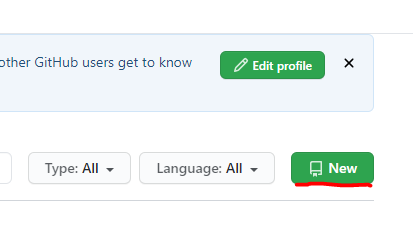 other GitHub users get to know
Edit profile
Type: All
Language: All
New